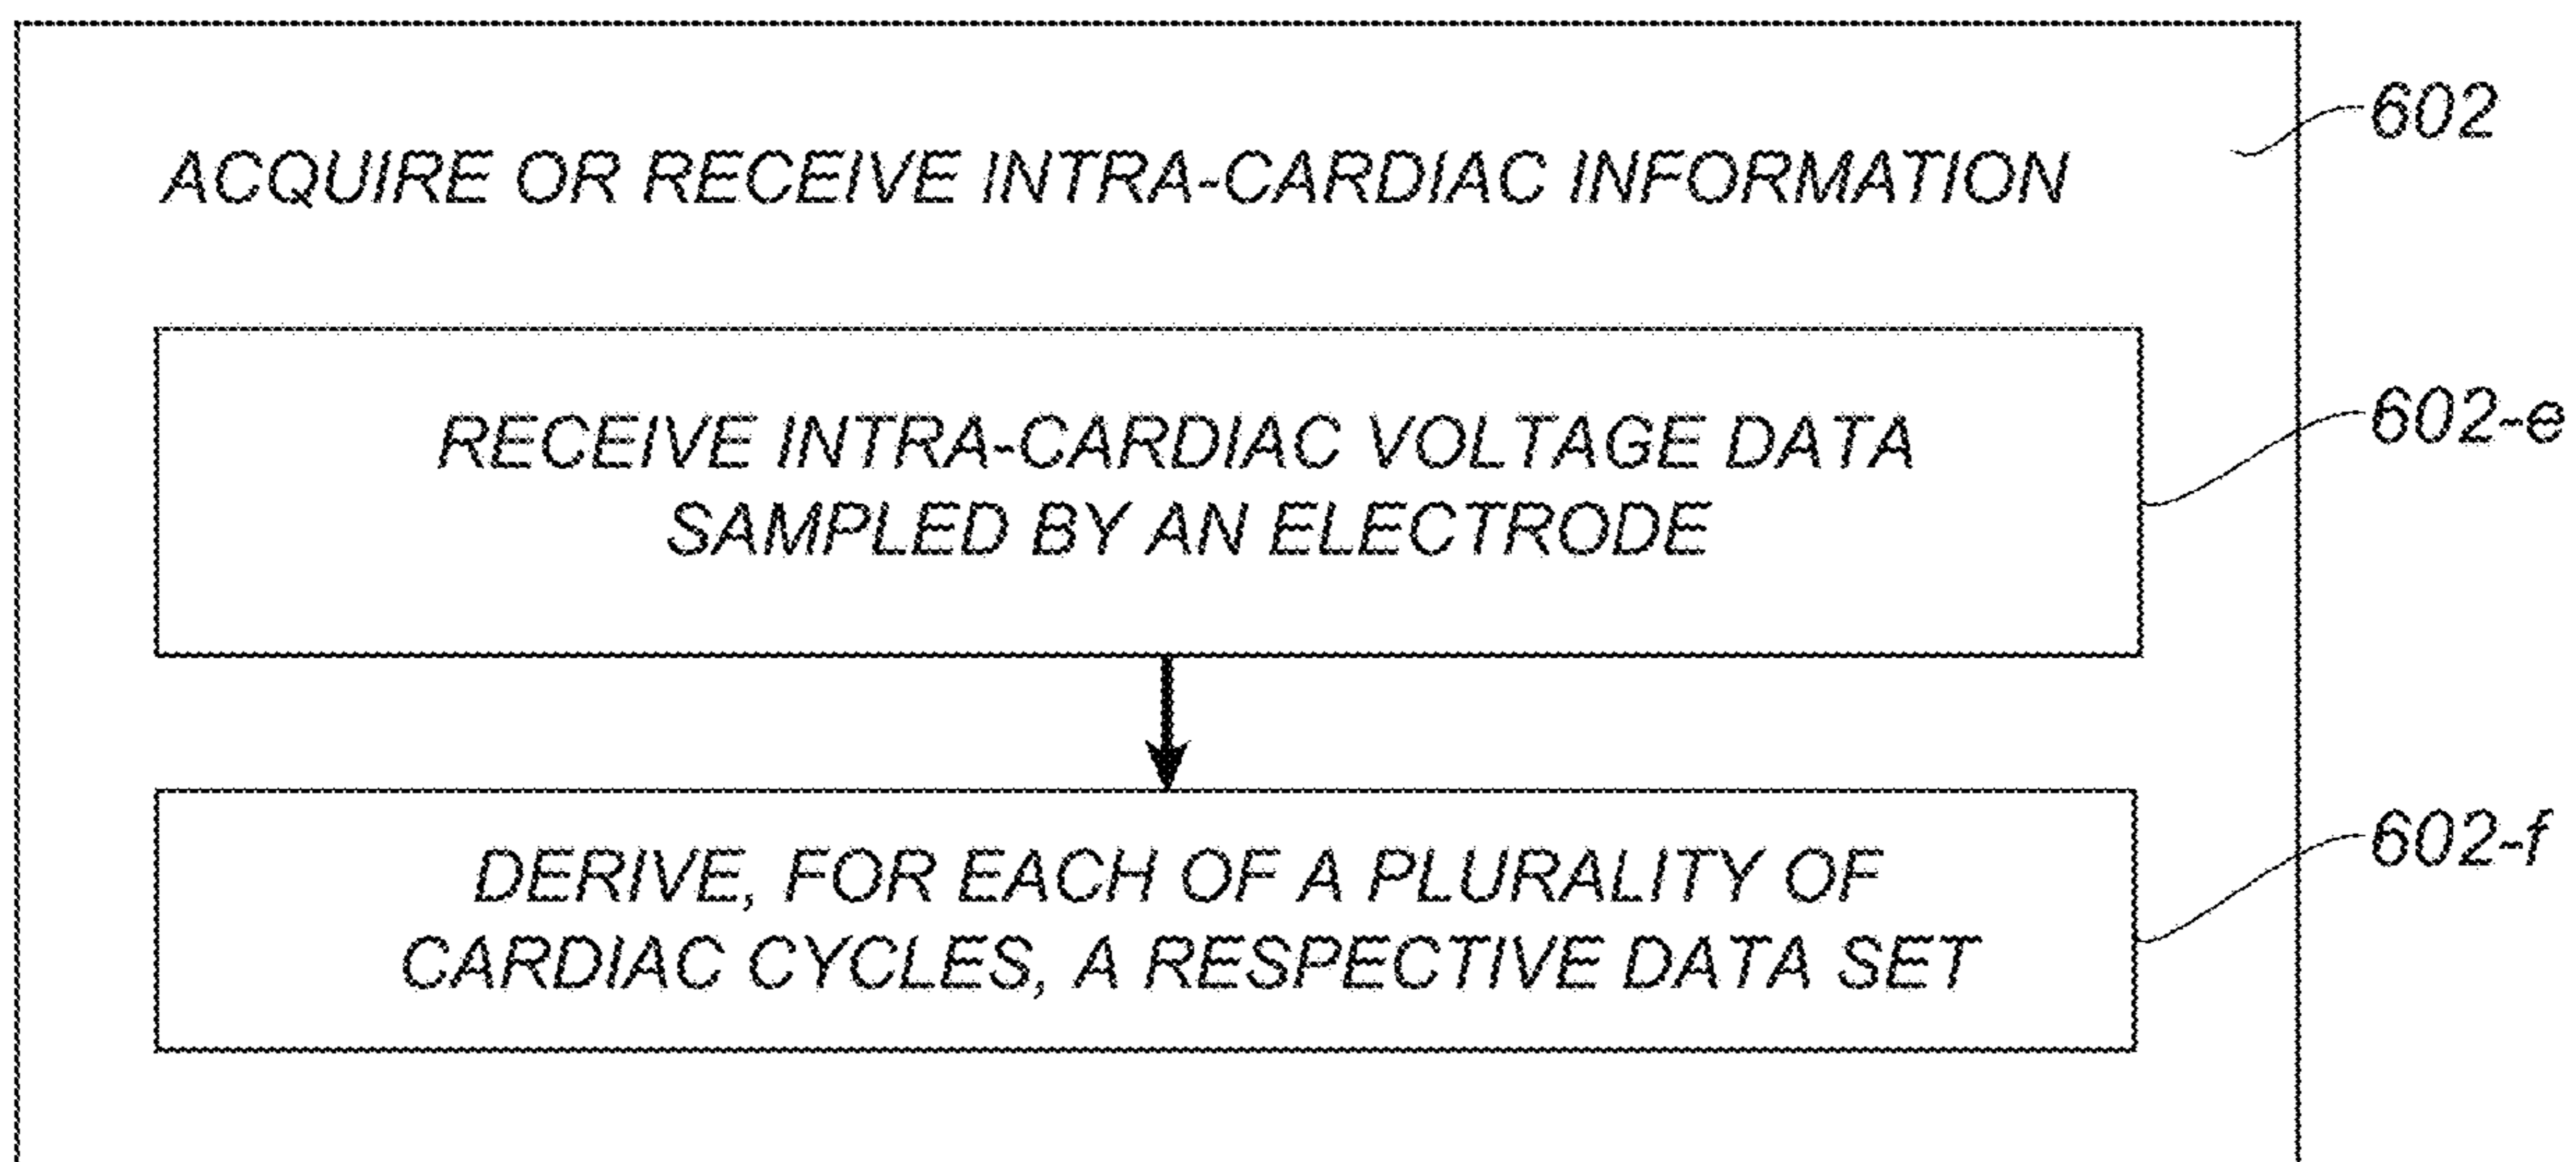 602
ACQUIRE OR RECEIVE INTRA-CARDIAC INFORMATION
602-e
RECEIVE INTRA-CARDIAC VOLTAGE DATA
SAMPLED BY AN ELECTRODE
602-f
DERIVE, FOR EACH OF A PLURALITY OF
CARDIAC CYCLES, A RESPECTIVE DATA SET